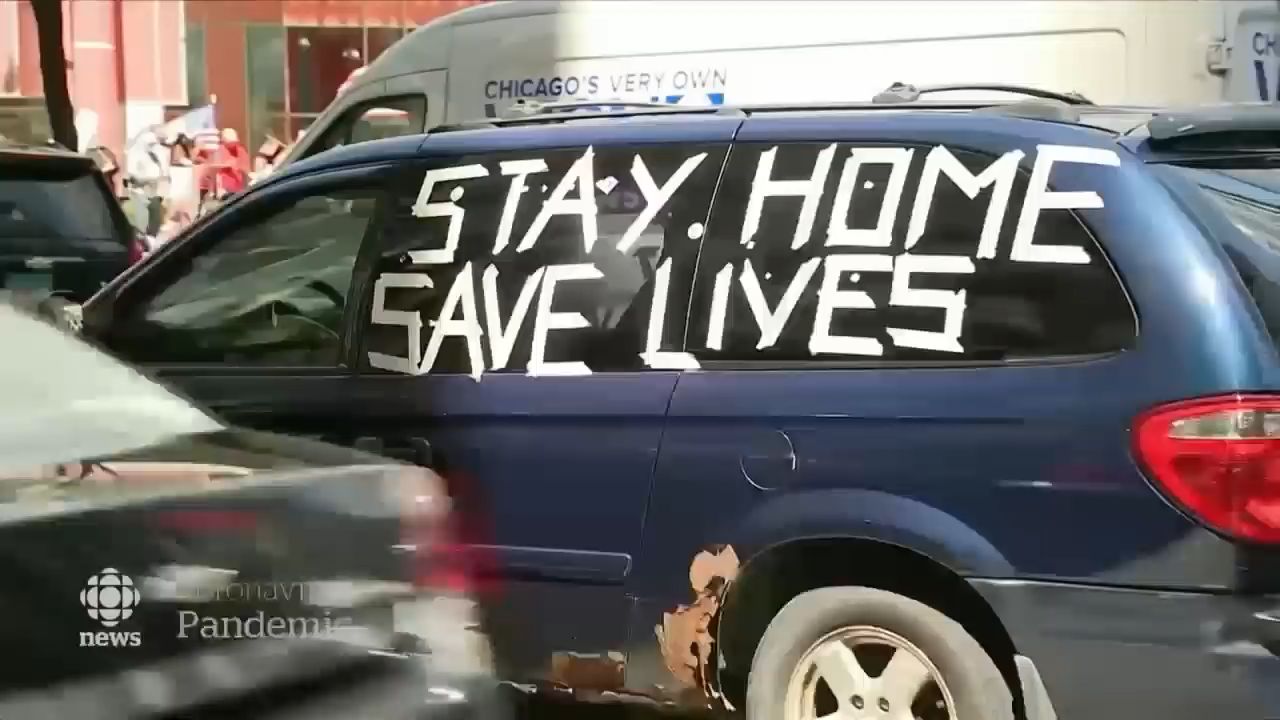 CHICAGO'S VERY OWN
STAY. HOME
SAVE LIVES
news
Pandemic